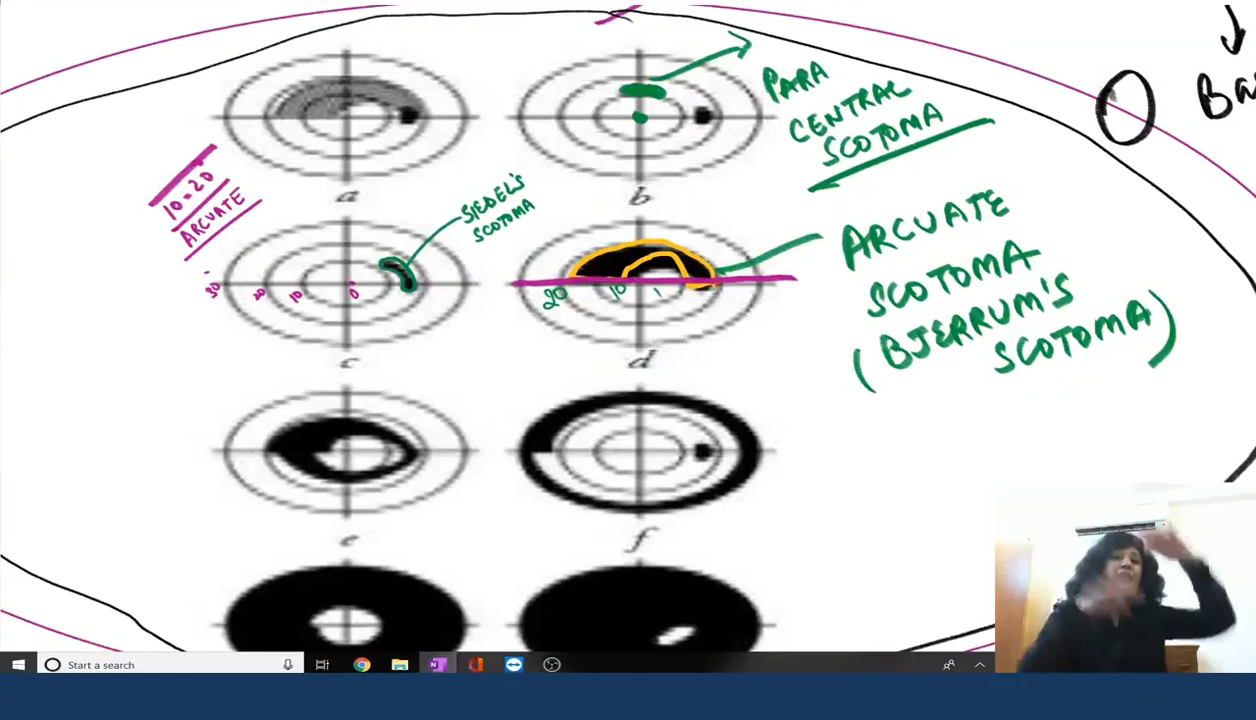 a
b
PARA
CENTRAL
SCOTOMA
Ba
10-20
ARCUATE
SIEDEL'S
SCOTOMA
30
20
10
0
20
10
c
d
ARCUATE
SCOTOMA
(BJERRUM'S
SCOTOMA)
e
f
Start a search